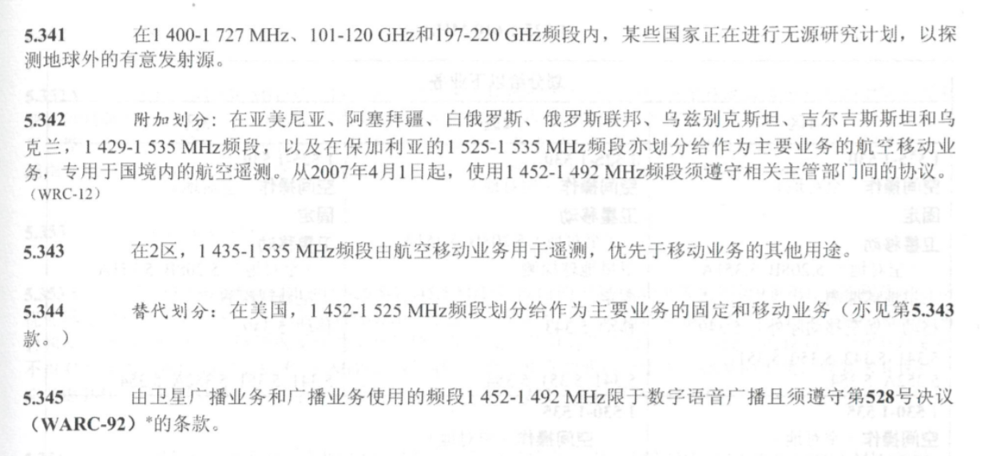 5.341 在1 400-1 727 MHz、101-120 GHz和197-220 GHz频段内，某些国家正在进行无源研究计划，以探
测地球外的有意发射源。
5.342 附加划分：在亚美尼亚、阿塞拜疆、白俄罗斯、俄罗斯联邦、乌兹别克斯坦、吉尔吉斯斯坦和乌
克兰，1 429-1 535 MHz频段，以及在保加利亚的1 525-1 535 MHz频段亦划分给作为主要业务的航空移动业
务，专用于国境内的航空遥测。从2007年4月1日起，使用1 452-1 492 MHz频段须遵守相关主管部门间的协议。
（WRC-12）
5.343 在2区，1 435-1 535 MHz频段由航空移动业务用于遥测，优先于移动业务的其他用途。
5.344 替代划分：在美国，1 452-1 525 MHz频段划分给作为主要业务的固定和移动业务（亦见第5.343
款。）
5.345 由卫星广播业务和广播业务使用的频段1 452-1 492 MHz限于数字语音广播且须遵守第528号决议
（WARC-92）*的条款。